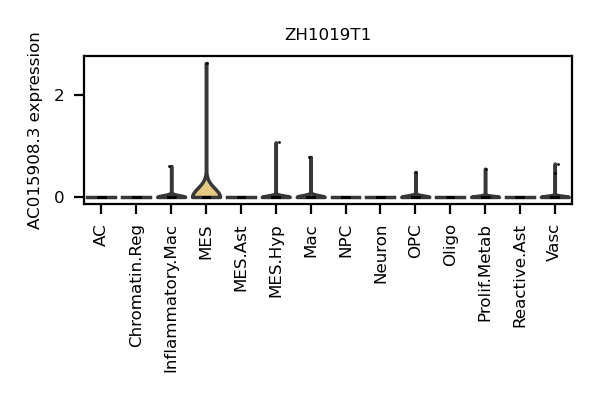 ZH1019T1
AC015908.3 expression
2
0
AC
Chromatin.Reg
Inflammatory.Mac
MES
MES.Ast
MES.Hyp
Mac
NPC
Neuron
OPC
Oligo
Prolif.Metab
Reactive.Ast
Vasc